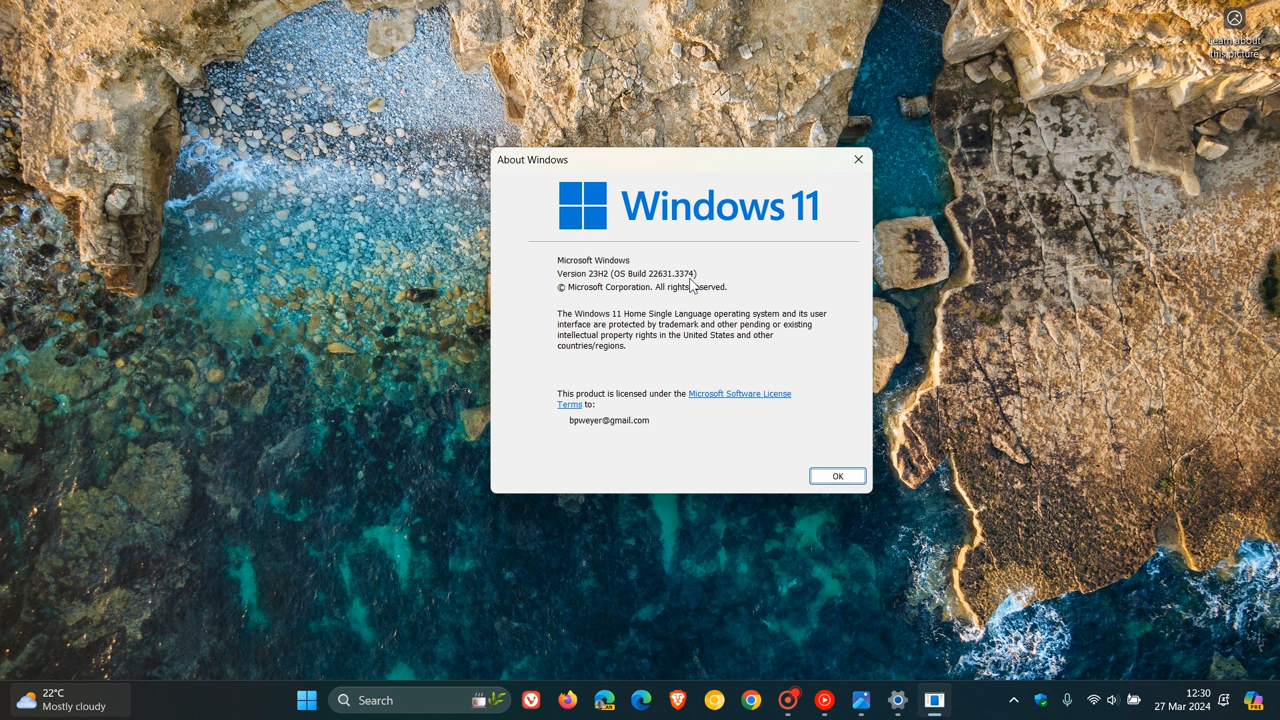 Learn about
this picture
About Windows
Windows 11
Microsoft Windows
Version 23H2 (OS Build 22631.3374)
© Microsoft Corporation. All rights reserved.
The Windows 11 Home Single Language operating system and its user
interface are protected by trademark and other pending or existing
intellectual property rights in the United States and other
countries/regions.
This product is licensed under the Microsoft Software License
Terms to:
bpweyer@gmail.com
OK
22°C
Mostly cloudy
Search
CAN
PRE
12:30
27 Mar 2024